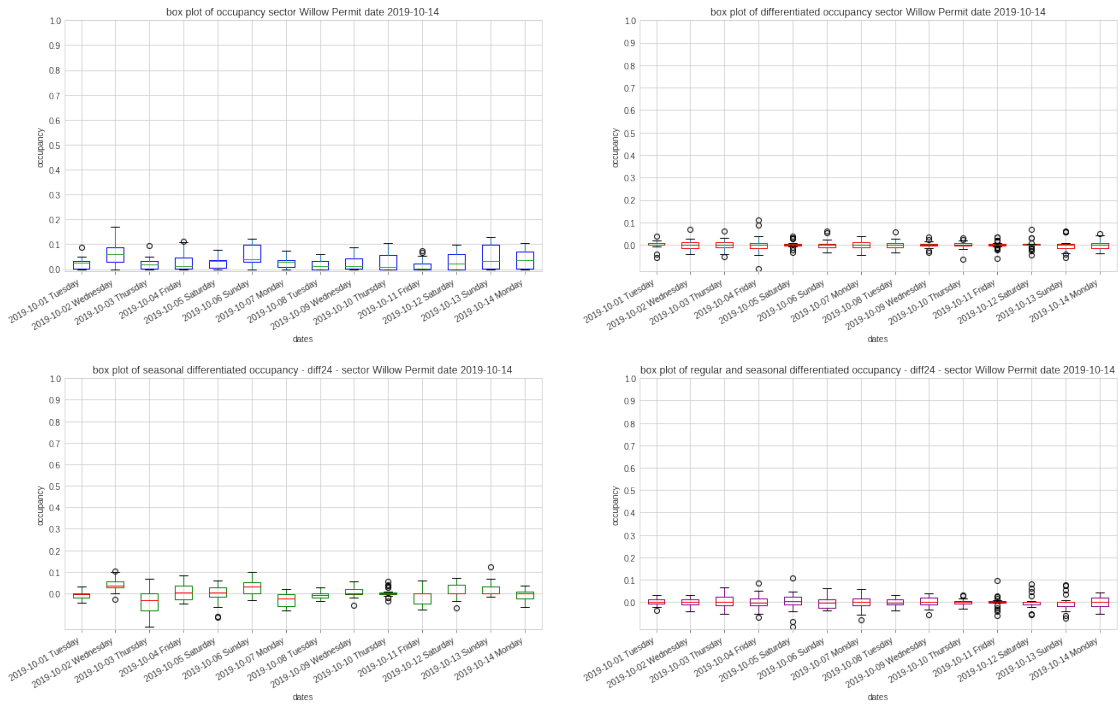 box plot of occupancy sector Willow Permit date 2019-10-14
1.0
0.9
0.8
0.7
0.6
0.5
0.4
0.3
0.2
0.1
0.0
occupancy
2019-10-01 Tuesday
2019-10-02 Wednesday
2019-10-03 Thursday
2019-10-04 Friday
2019-10-05 Saturday
2019-10-06 Sunday
2019-10-07 Monday
2019-10-08 Tuesday
2019-10-09 Wednesday
2019-10-10 Thursday
2019-10-11 Friday
2019-10-12 Saturday
2019-10-13 Sunday
2019-10-14 Monday
dates
box plot of differentiated occupancy sector Willow Permit date 2019-10-14
1.0
0.9
0.8
0.7
0.6
0.5
0.4
0.3
0.2
0.1
0.0
occupancy
2019-10-01 Tuesday
2019-10-02 Wednesday
2019-10-03 Thursday
2019-10-04 Friday
2019-10-05 Saturday
2019-10-06 Sunday
2019-10-07 Monday
2019-10-08 Tuesday
2019-10-09 Wednesday
2019-10-10 Thursday
2019-10-11 Friday
2019-10-12 Saturday
2019-10-13 Sunday
2019-10-14 Monday
dates
box plot of seasonal differentiated occupancy - diff24 - sector Willow Permit date 2019-10-14
1.0
0.9
0.8
0.7
0.6
0.5
0.4
0.3
0.2
0.1
0.0
occupancy
2019-10-01 Tuesday
2019-10-02 Wednesday
2019-10-03 Thursday
2019-10-04 Friday
2019-10-05 Saturday
2019-10-06 Sunday
2019-10-07 Monday
2019-10-08 Tuesday
2019-10-09 Wednesday
2019-10-10 Thursday
2019-10-11 Friday
2019-10-12 Saturday
2019-10-13 Sunday
2019-10-14 Monday
dates
box plot of regular and seasonal differentiated occupancy - diff24 - sector Willow Permit date 2019-10-14
1.0
0.9
0.8
0.7
0.6
0.5
0.4
0.3
0.2
0.1
0.0
occupancy
2019-10-01 Tuesday
2019-10-02 Wednesday
2019-10-03 Thursday
2019-10-04 Friday
2019-10-05 Saturday
2019-10-06 Sunday
2019-10-07 Monday
2019-10-08 Tuesday
2019-10-09 Wednesday
2019-10-10 Thursday
2019-10-11 Friday
2019-10-12 Saturday
2019-10-13 Sunday
2019-10-14 Monday
dates